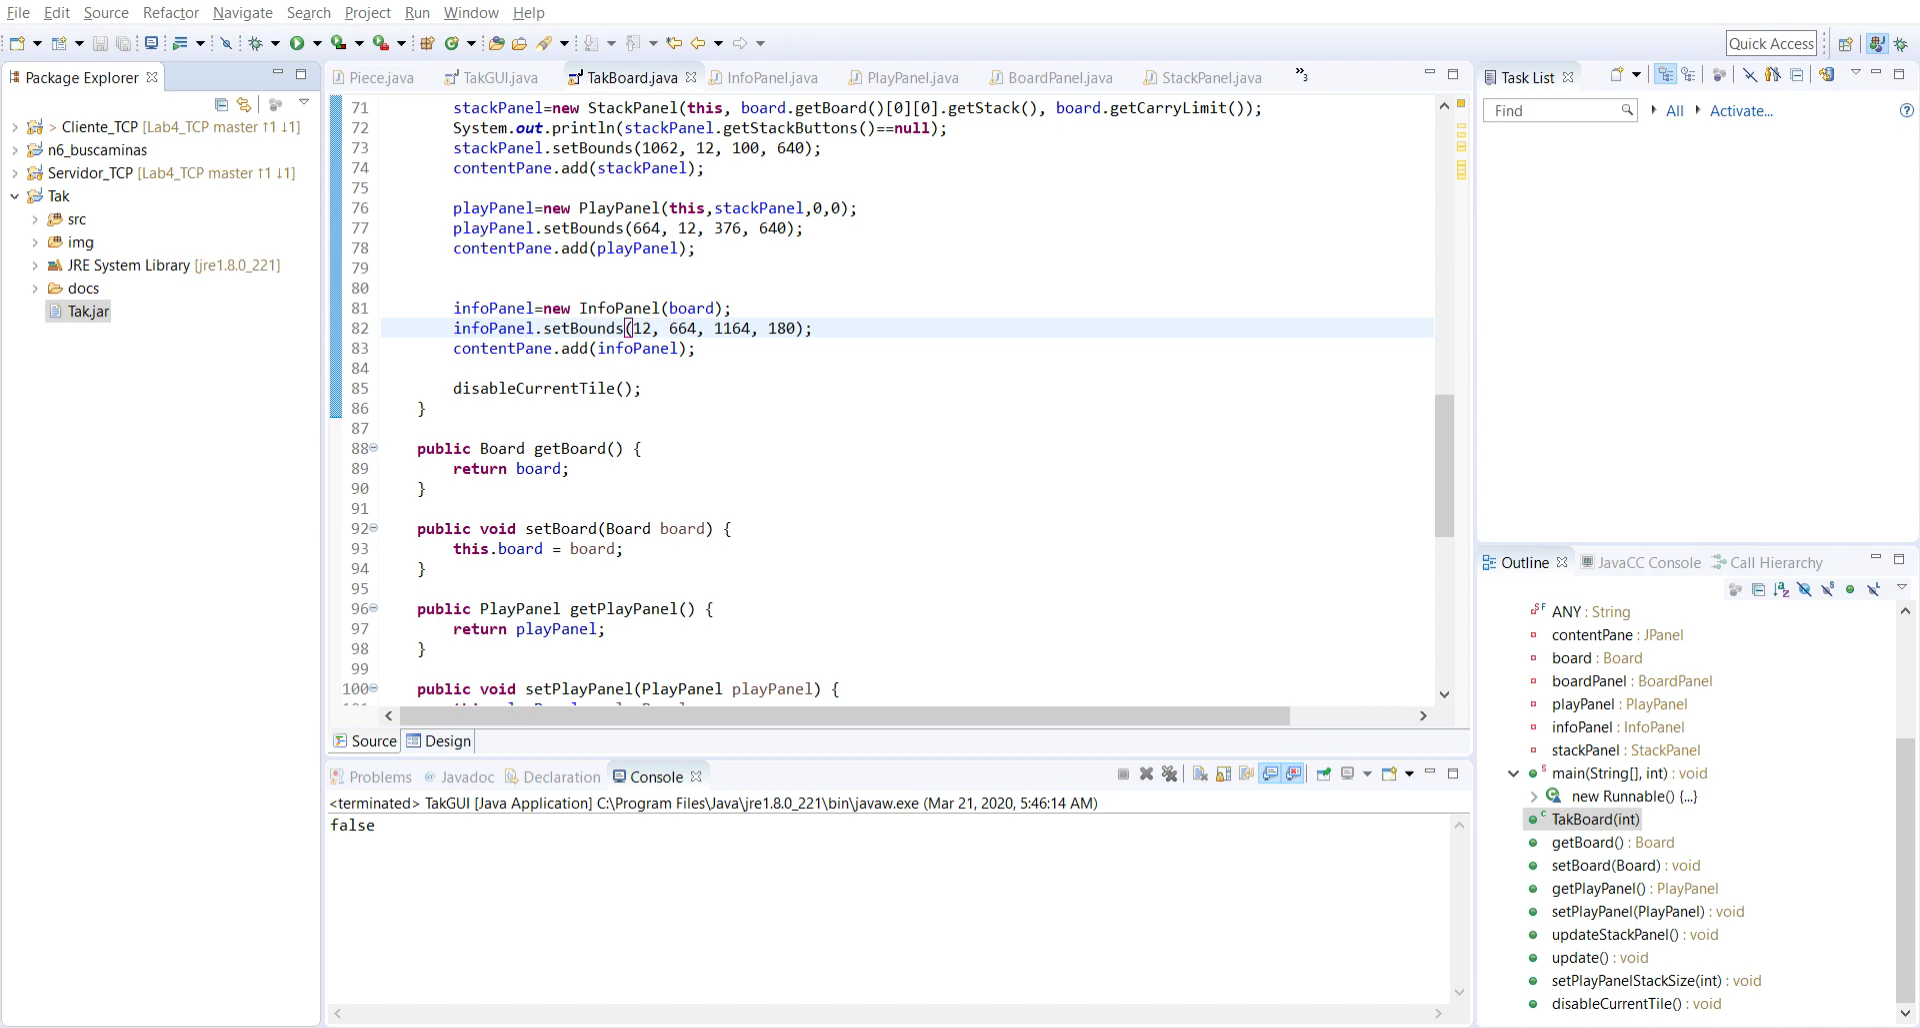 File Edit Source Refactor Navigate Search Project Run Window Help
Quick Access
Package Explorer
> Cliente_TCP [Lab4_TCP master ↑1 ↓1]
n6_buscaminas
Servidor_TCP [Lab4_TCP master ↑1 ↓1]
Tak
src
img
JRE System Library [jre1.8.0_221]
docs
Tak.jar
Piece.java TakGUI.java TakBoard.java InfoPanel.java PlayPanel.java BoardPanel.java StackPanel.java »3
71 stackPanel=new StackPanel(this, board.getBoard()[0][0].getStack(), board.getCarryLimit());
72 System.out.println(stackPanel.getStackButtons()==null);
73 stackPanel.setBounds(1062, 12, 100, 640);
74 contentPane.add(stackPanel);
75
76 playPanel=new PlayPanel(this,stackPanel,0,0);
77 playPanel.setBounds(664, 12, 376, 640);
78 contentPane.add(playPanel);
79
80
81 infoPanel=new InfoPanel(board);
82 infoPanel.setBounds(12, 664, 1164, 180);
83 contentPane.add(infoPanel);
84
85 disableCurrentTile();
86 }
87
88 public Board getBoard() {
89 return board;
90 }
91
92 public void setBoard(Board board) {
93 this.board = board;
94 }
95
96 public PlayPanel getPlayPanel() {
97 return playPanel;
98 }
99
100 public void setPlayPanel(PlayPanel playPanel) {
Source Design
Problems Javadoc Declaration Console
<terminated> TakGUI [Java Application] C:\Program Files\Java\jre1.8.0_221\bin\javaw.exe (Mar 21, 2020, 5:46:14 AM)
false
Task List
Find All Activate...
Outline JavaCC Console Call Hierarchy
ANY : String
contentPane : JPanel
board : Board
boardPanel : BoardPanel
playPanel : PlayPanel
infoPanel : InfoPanel
stackPanel : StackPanel
main(String[], int) : void
new Runnable() {...}
TakBoard(int)
getBoard() : Board
setBoard(Board) : void
getPlayPanel() : PlayPanel
setPlayPanel(PlayPanel) : void
updateStackPanel() : void
update() : void
setPlayPanelStackSize(int) : void
disableCurrentTile() : void